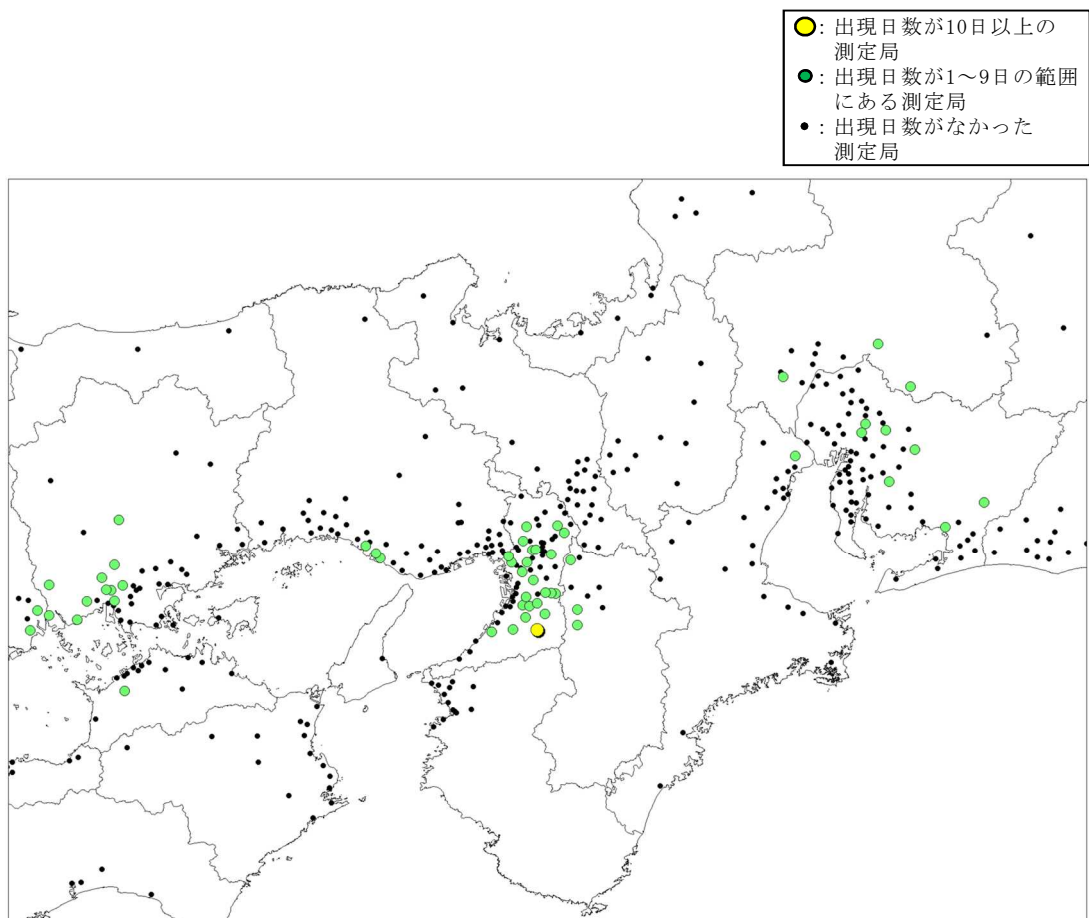 : 出現日数が10日以上の
測定局
: 出現日数が1～9日の範囲
にある測定局
: 出現日数がなかった
測定局